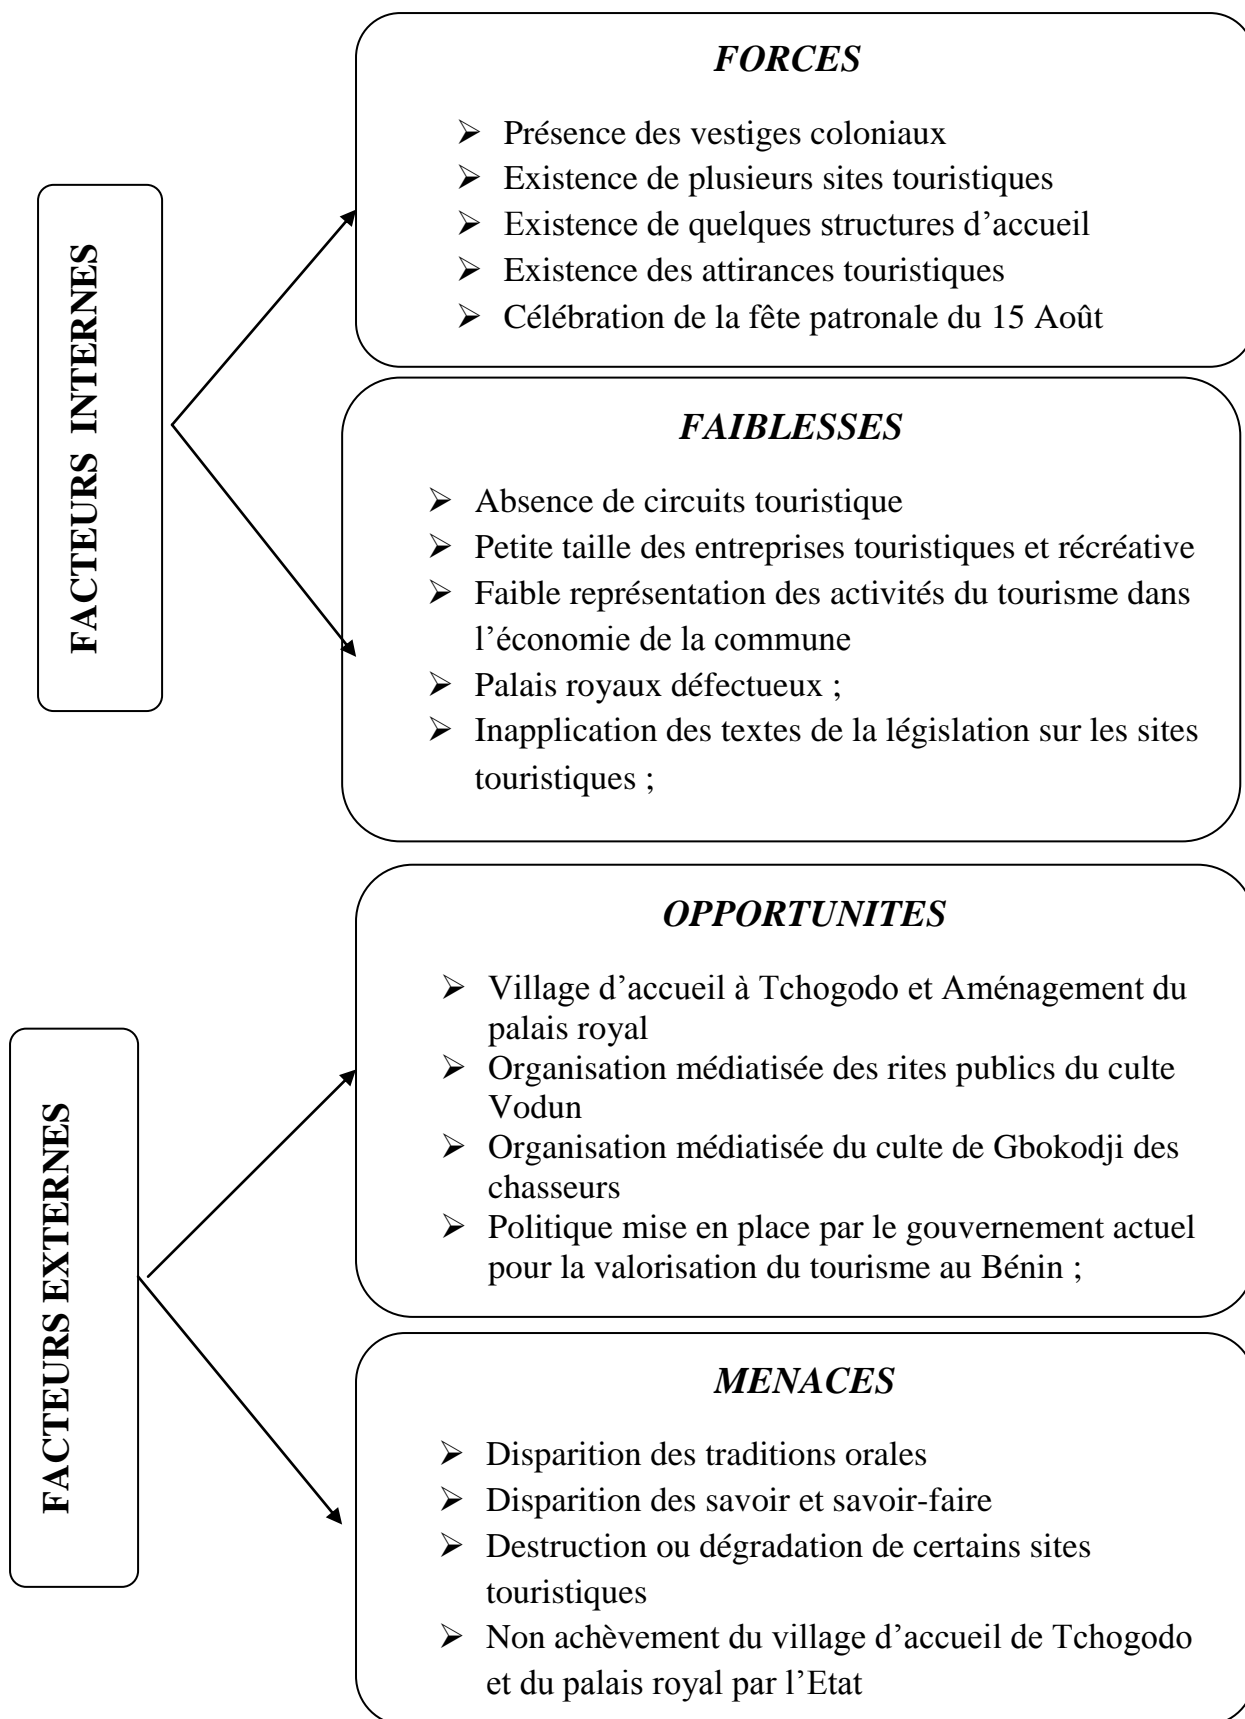 FACTEURS INTERNES
FORCES
➢ Présence des vestiges coloniaux
➢ Existence de plusieurs sites touristiques
➢ Existence de quelques structures d’accueil
➢ Existence des attirances touristiques
➢ Célébration de la fête patronale du 15 Août
FAIBLESSES
➢ Absence de circuits touristique
➢ Petite taille des entreprises touristiques et récréative
➢ Faible représentation des activités du tourisme dans
l’économie de la commune
➢ Palais royaux défectueux ;
➢ Inapplication des textes de la législation sur les sites
touristiques ;
FACTEURS EXTERNES
OPPORTUNITES
➢ Village d’accueil à Tchogodo et Aménagement du
palais royal
➢ Organisation médiatisée des rites publics du culte
Vodun
➢ Organisation médiatisée du culte de Gbokodji des
chasseurs
➢ Politique mise en place par le gouvernement actuel
pour la valorisation du tourisme au Bénin ;
MENACES
➢ Disparition des traditions orales
➢ Disparition des savoir et savoir-faire
➢ Destruction ou dégradation de certains sites
touristiques
➢ Non achèvement du village d’accueil de Tchogodo
et du palais royal par l’Etat